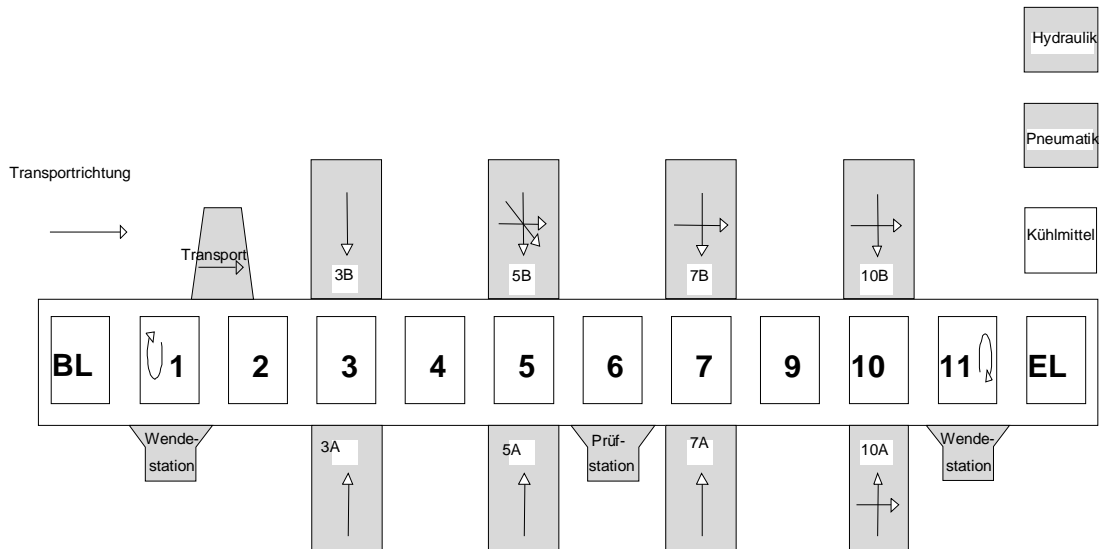 Hydraulik
Pneumatik
Transportrichtung
Kühlmittel
Transport
3B
5B
7B
10B
BL
1
2
3
4
5
6
7
9
10
11
EL
Wende-
station
3A
5A
Prüf-
station
7A
10A
Wende-
station